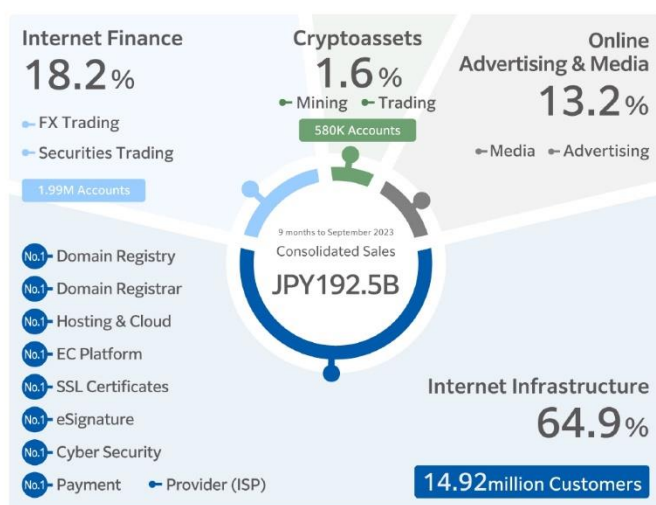 Internet Finance
18.2%
FX Trading
Securities Trading
1.99M Accounts
Cryptoassets
1.6%
Mining Trading
580K Accounts
Online
Advertising & Media
13.2%
Media Advertising
9 months to September 2023
Consolidated Sales
JPY192.5B
No.1 Domain Registry
No.1 Domain Registrar
No.1 Hosting & Cloud
No.1 EC Platform
No.1 SSL Certificates
No.1 eSignature
No.1 Cyber Security
No.1 Payment Provider (ISP)
Internet Infrastructure
64.9%
14.92million Customers